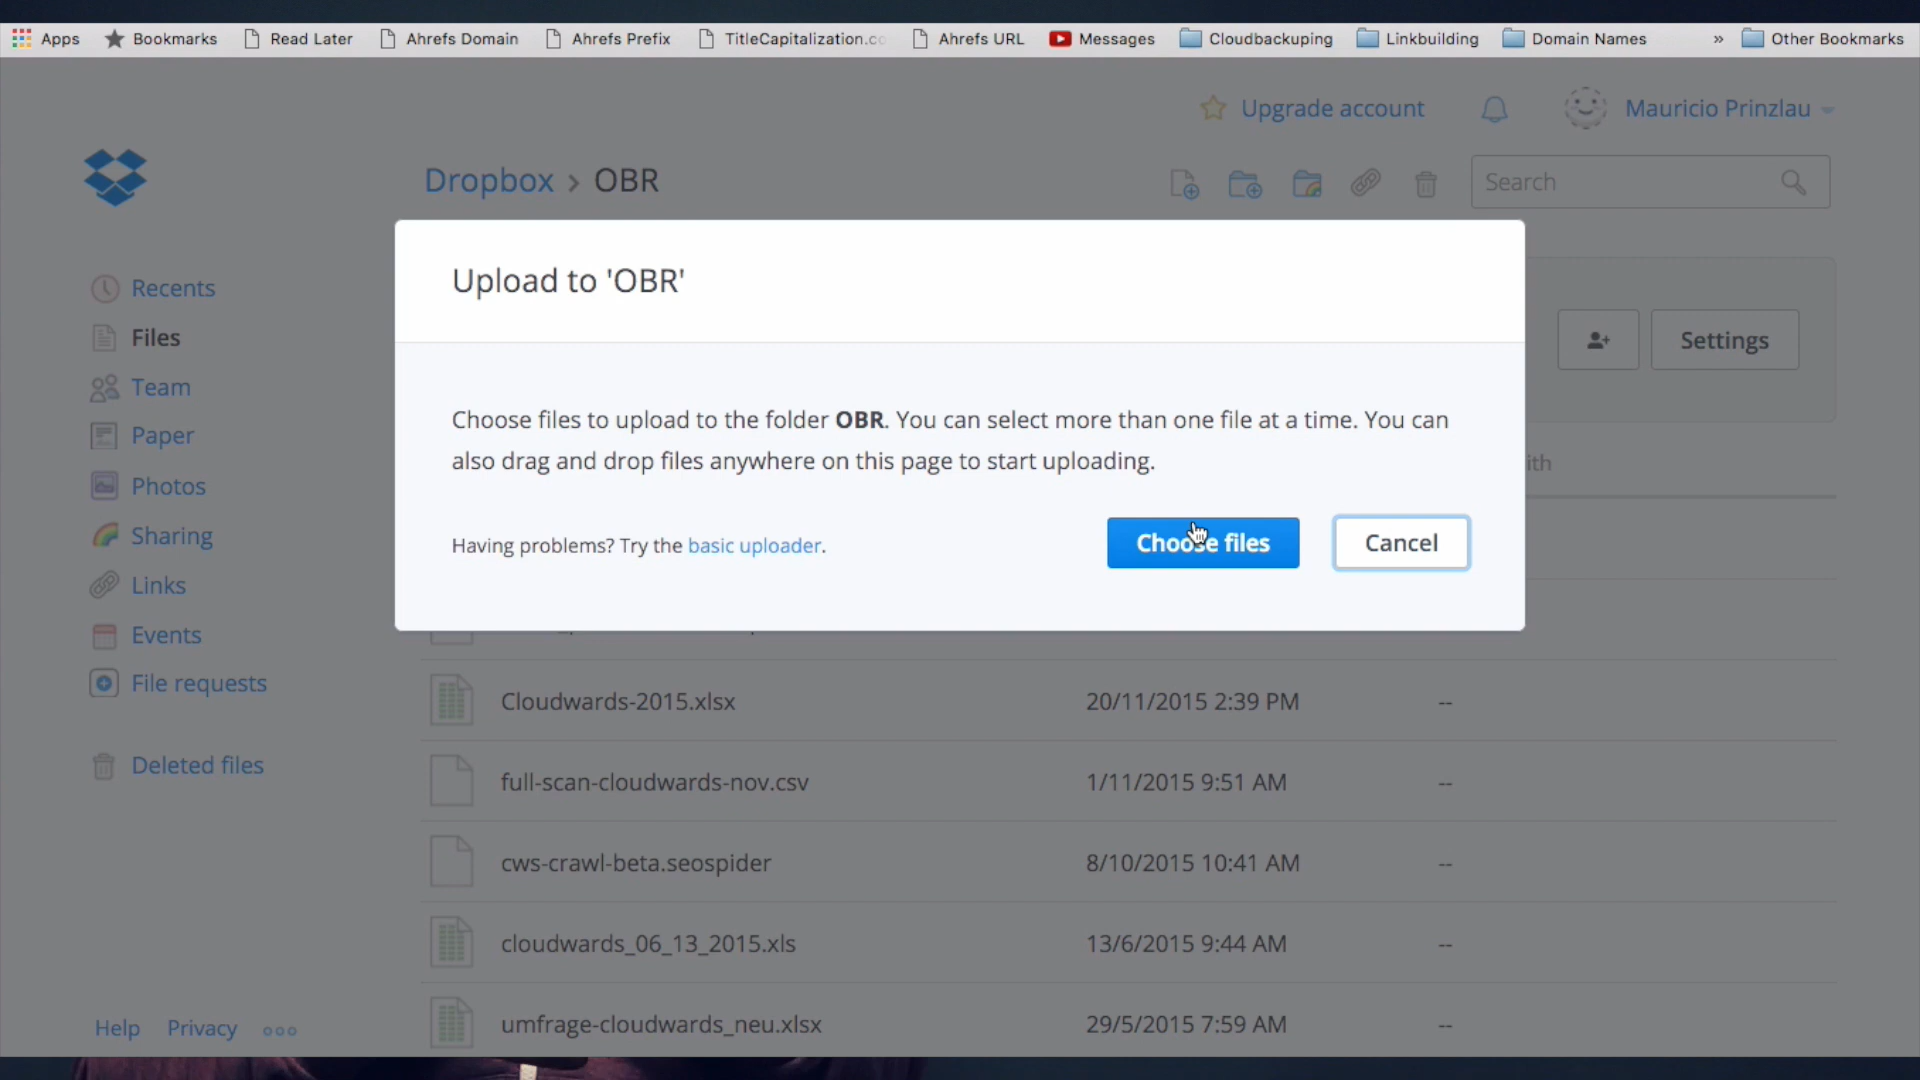 Apps Bookmarks Read Later Ahrefs Domain Ahrefs Prefix TitleCapitalization.co Ahrefs URL Messages Cloudbackuping Linkbuilding Domain Names » Other Bookmarks
Upgrade account Mauricio Prinzlau
Dropbox › OBR
Search
Upload to 'OBR'
Recents
Files
Settings
Team
Choose files to upload to the folder OBR. You can select more than one file at a time. You can
also drag and drop files anywhere on this page to start uploading.
Paper
ith
Photos
Sharing
Having problems? Try the basic uploader.
Choose files
Cancel
Links
Events
File requests
Cloudwards-2015.xlsx 20/11/2015 2:39 PM --
Deleted files
full-scan-cloudwards-nov.csv 1/11/2015 9:51 AM --
cws-crawl-beta.seospider 8/10/2015 10:41 AM --
cloudwards_06_13_2015.xls 13/6/2015 9:44 AM --
umfrage-cloudwards_neu.xlsx 29/5/2015 7:59 AM --
Help Privacy